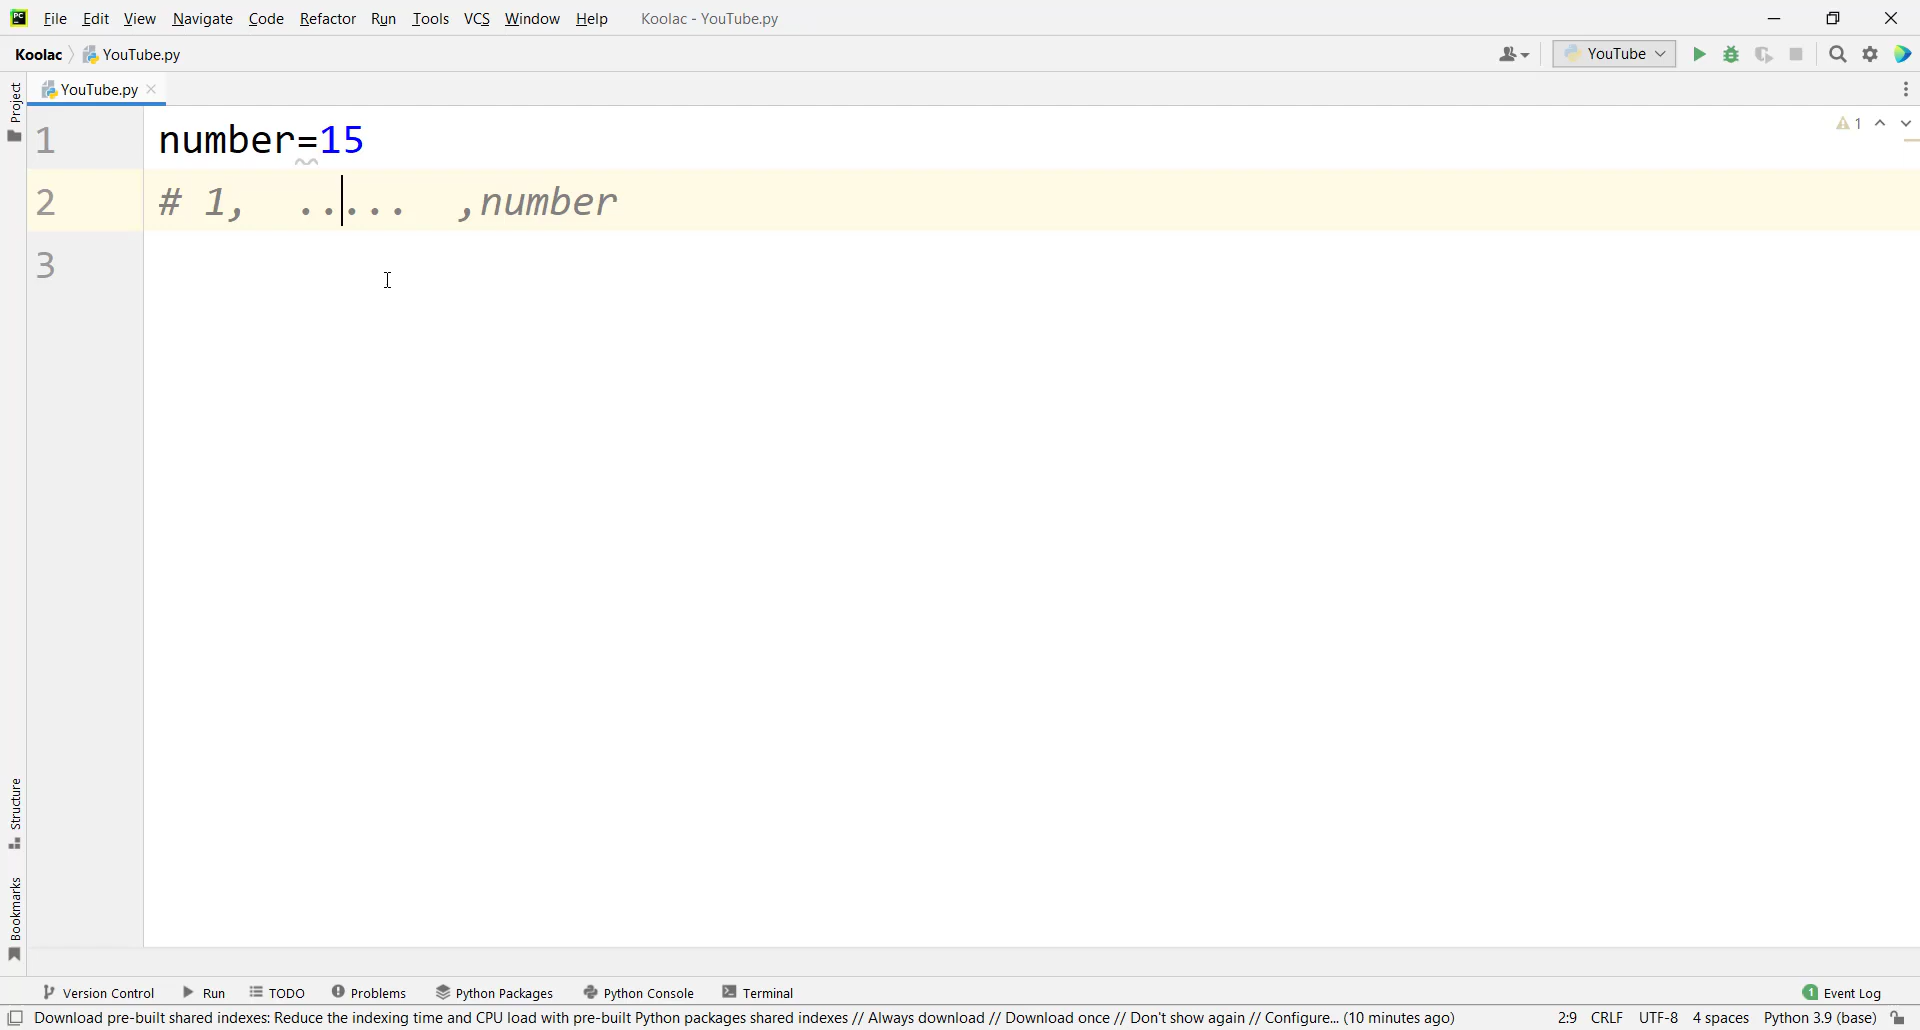 PC File Edit View Navigate Code Refactor Run Tools VCS Window Help Koolac - YouTube.py
Koolac YouTube.py YouTube
YouTube.py
Project
1 number=15 1
2 # 1,  .....  ,number
3
Structure
Bookmarks
Version Control Run TODO Problems Python Packages Python Console Terminal 1 Event Log
Download pre-built shared indexes: Reduce the indexing time and CPU load with pre-built Python packages shared indexes // Always download // Download once // Don't show again // Configure... (10 minutes ago) 2:9 CRLF UTF-8 4 spaces Python 3.9 (base)